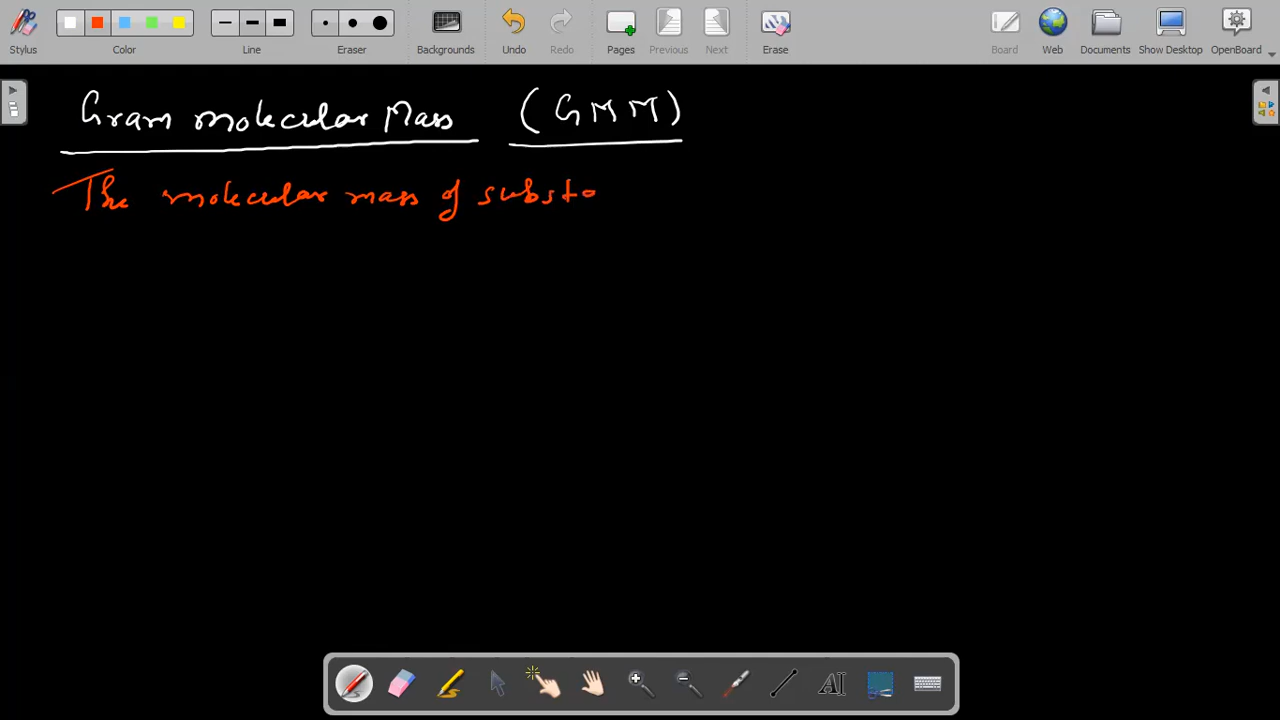 Stylus Color Line Eraser Backgrounds Undo Redo Pages Previous Next Erase Board Web Documents Show Desktop OpenBoard
Gram molecular Mass (GMM)
The molecular mass of substa
AI